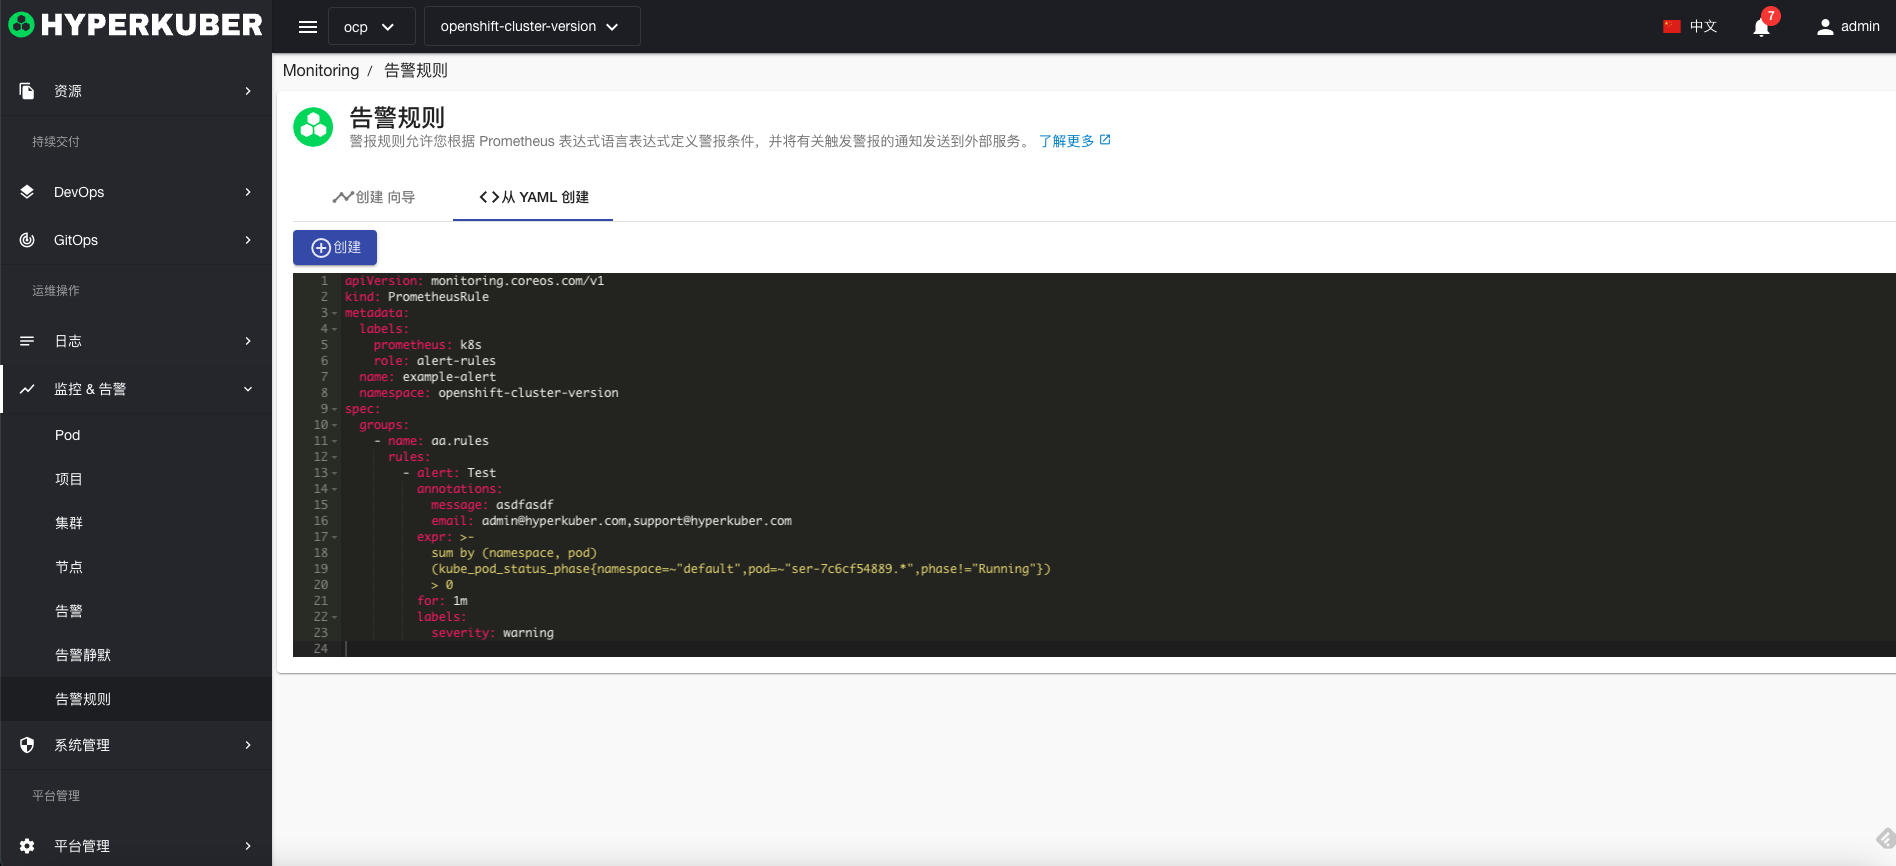 HYPERKUBER
ocp
openshift-cluster-version
中文
7
admin
资源
持续交付
DevOps
GitOps
运维操作
日志
监控 & 告警
Pod
项目
集群
节点
告警
告警静默
告警规则
系统管理
平台管理
平台管理
Monitoring / 告警规则
告警规则
警报规则允许您根据 Prometheus 表达式语言表达式定义警报条件，并将有关触发警报的通知发送到外部服务。 了解更多
创建 向导
<>从 YAML 创建
创建
1 apiVersion: monitoring.coreos.com/v1
2 kind: PrometheusRule
3 metadata:
4 labels:
5 prometheus: k8s
6 role: alert-rules
7 name: example-alert
8 namespace: openshift-cluster-version
9 spec:
10 groups:
11 - name: aa.rules
12 rules:
13 - alert: Test
14 annotations:
15 message: asdfasdf
16 email: admin@hyperkuber.com,support@hyperkuber.com
17 expr: >-
18 sum by (namespace, pod)
19 (kube_pod_status_phase{namespace=~"default",pod=~"ser-7c6cf54889.*",phase!="Running"})
20 > 0
21 for: 1m
22 labels:
23 severity: warning
24